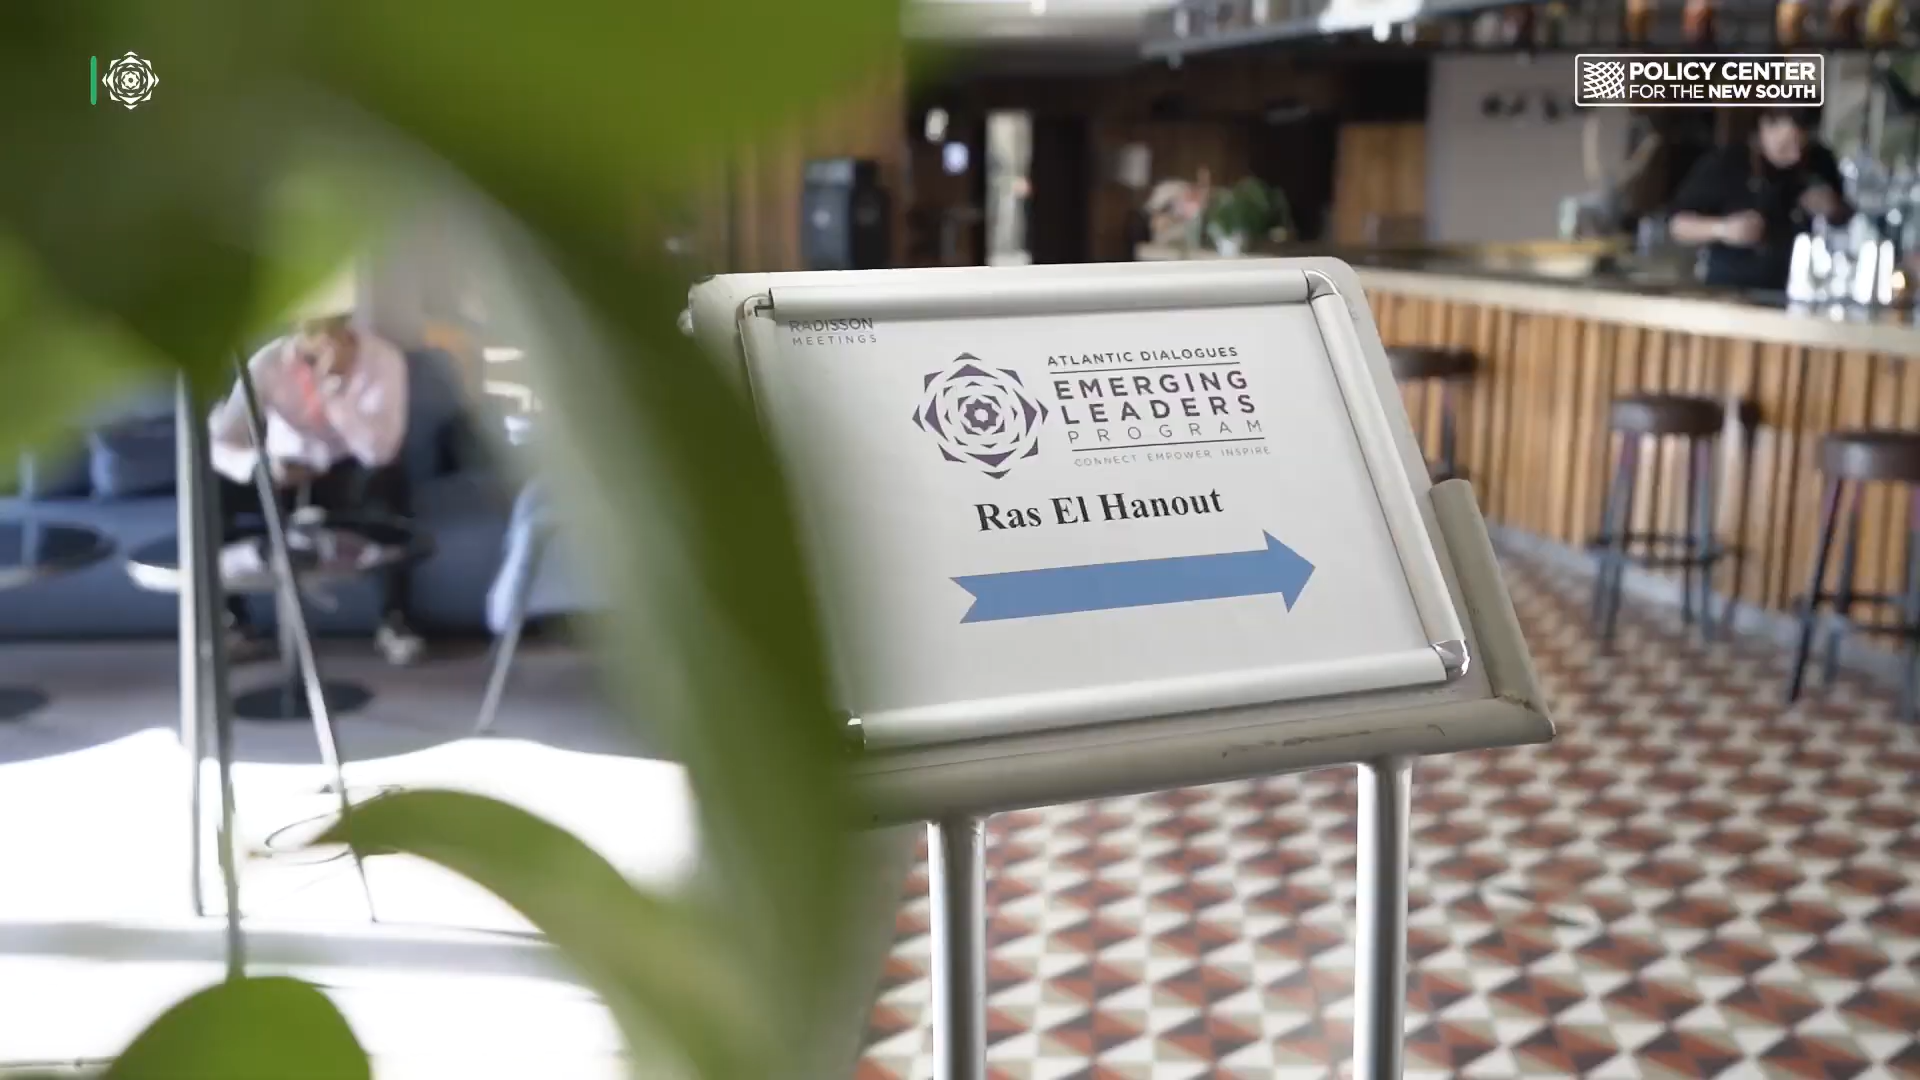 POLICY CENTER
FOR THE NEW SOUTH
RADISSON
MEETINGS
ATLANTIC DIALOGUES
EMERGING
LEADERS
PROGRAM
CONNECT EMPOWER INSPIRE
Ras El Hanout